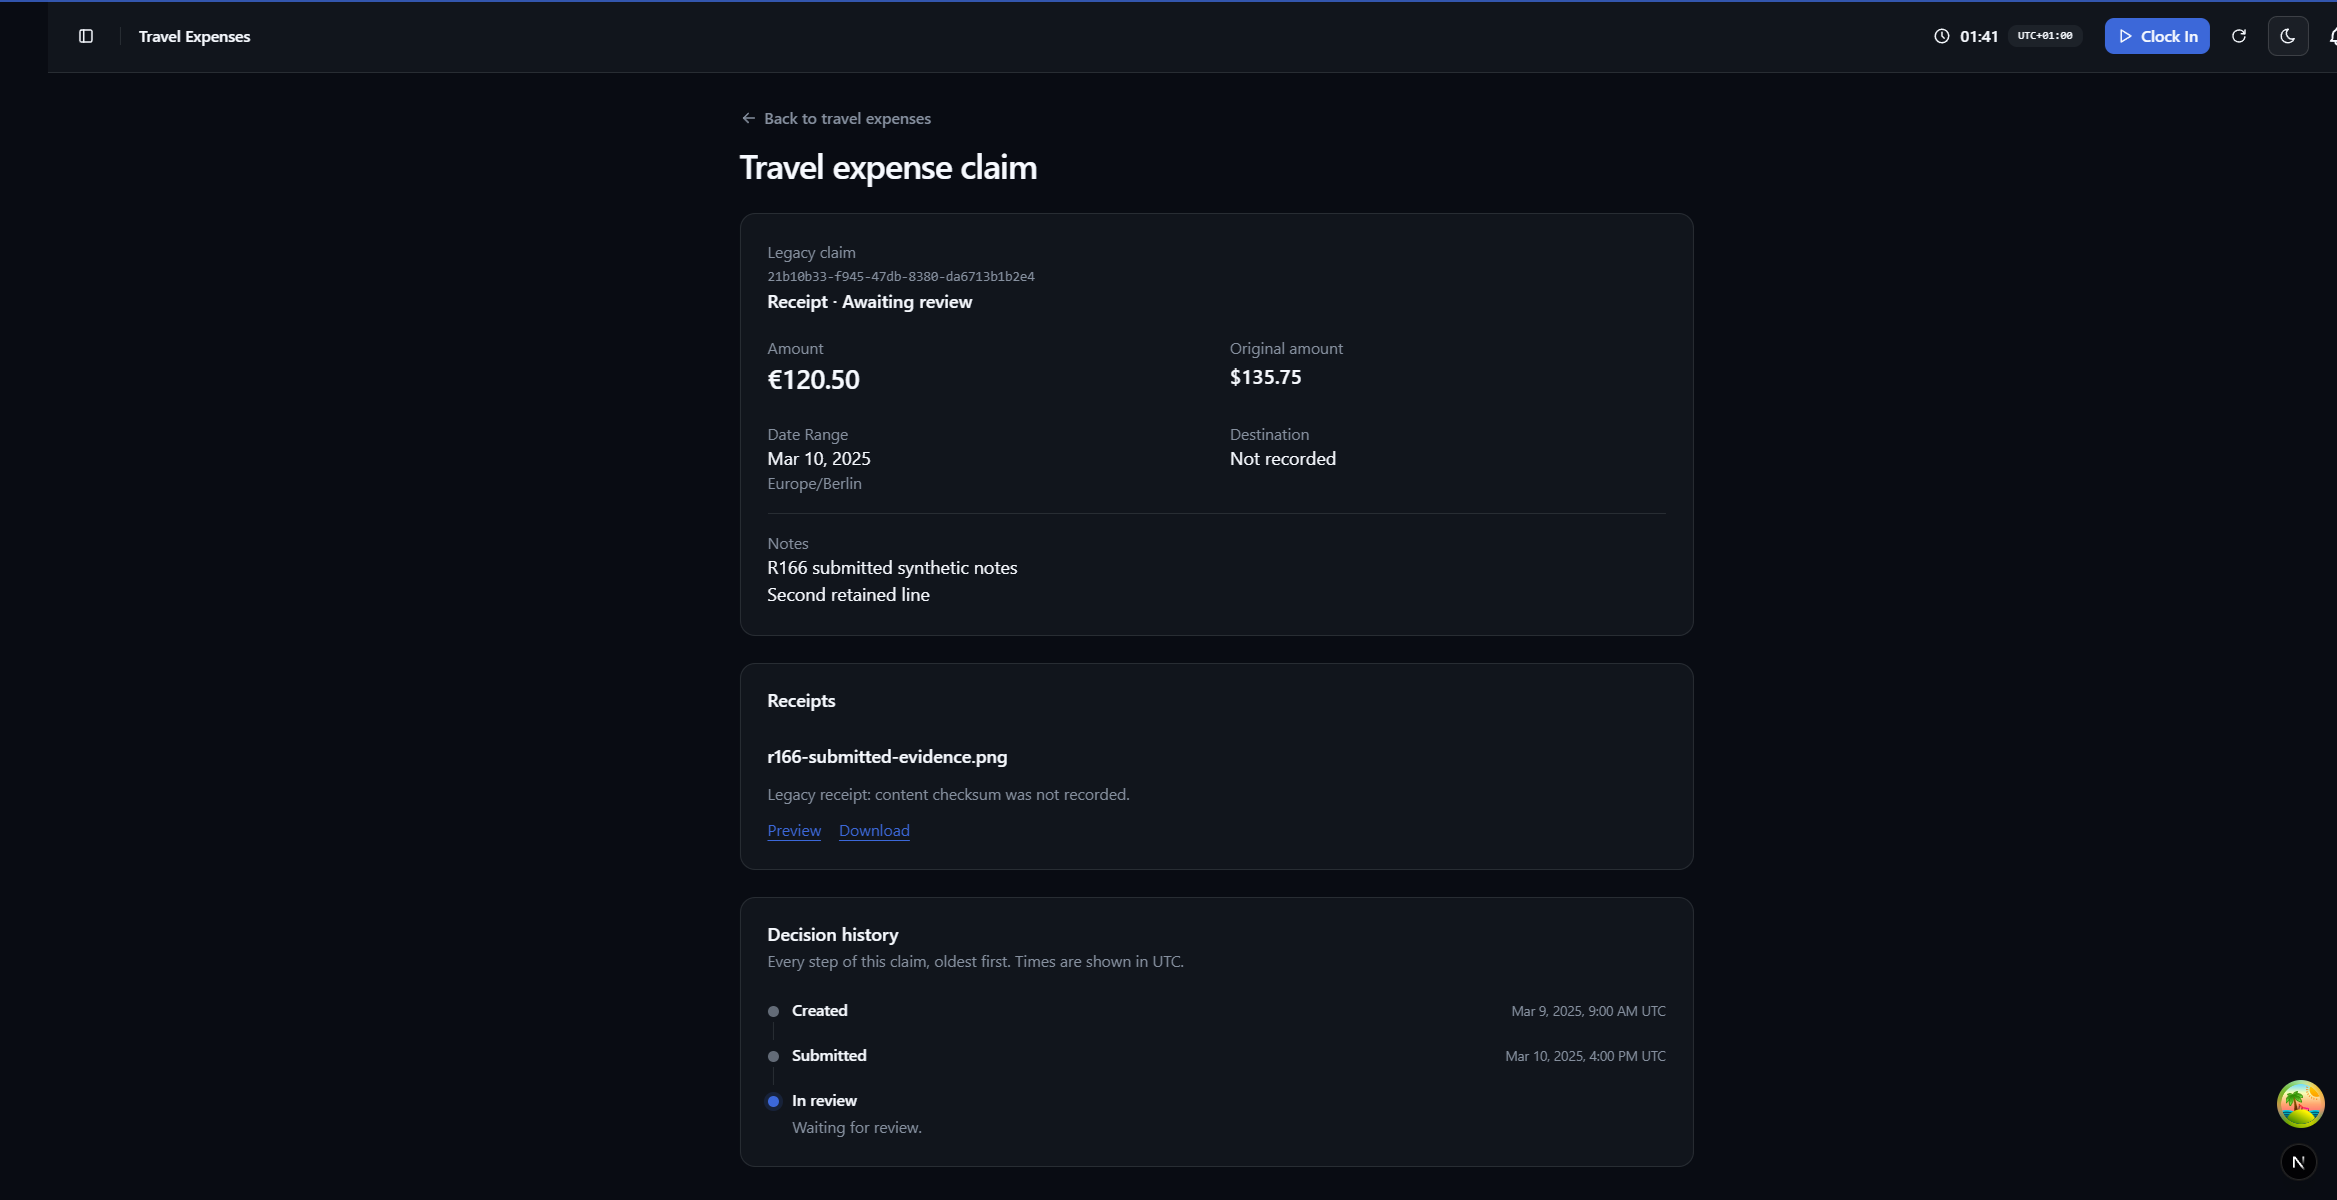 Travel Expenses
01:41 UTC+01:00 Clock In
Back to travel expenses
Travel expense claim
Legacy claim
21b10b33-f945-47db-8380-da6713b1b2e4
Receipt · Awaiting review
Amount
€120.50
Original amount
$135.75
Date Range
Mar 10, 2025
Europe/Berlin
Destination
Not recorded
Notes
R166 submitted synthetic notes
Second retained line
Receipts
r166-submitted-evidence.png
Legacy receipt: content checksum was not recorded.
Preview Download
Decision history
Every step of this claim, oldest first. Times are shown in UTC.
Created Mar 9, 2025, 9:00 AM UTC
Submitted Mar 10, 2025, 4:00 PM UTC
In review
Waiting for review.
N